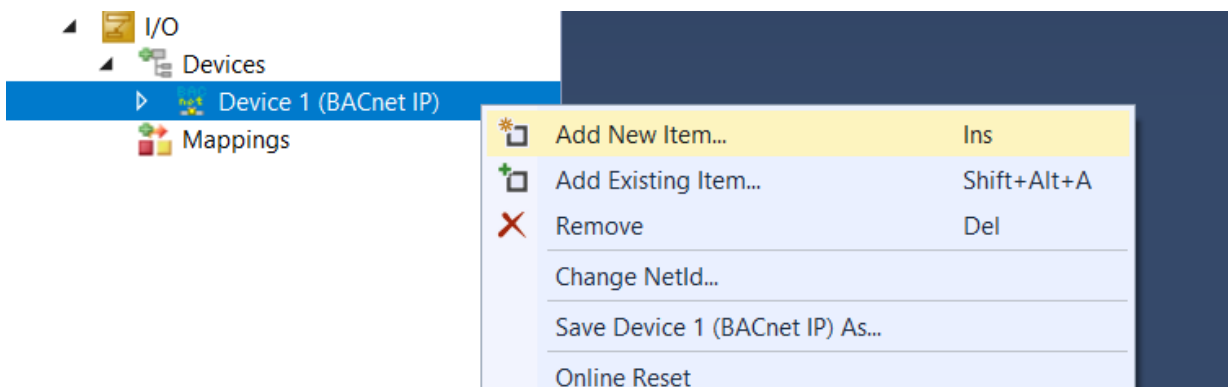 I/O
Devices
Device 1 (BACnet IP)
Mappings
Add New Item... Ins
Add Existing Item... Shift+Alt+A
Remove Del
Change NetId...
Save Device 1 (BACnet IP) As...
Online Reset